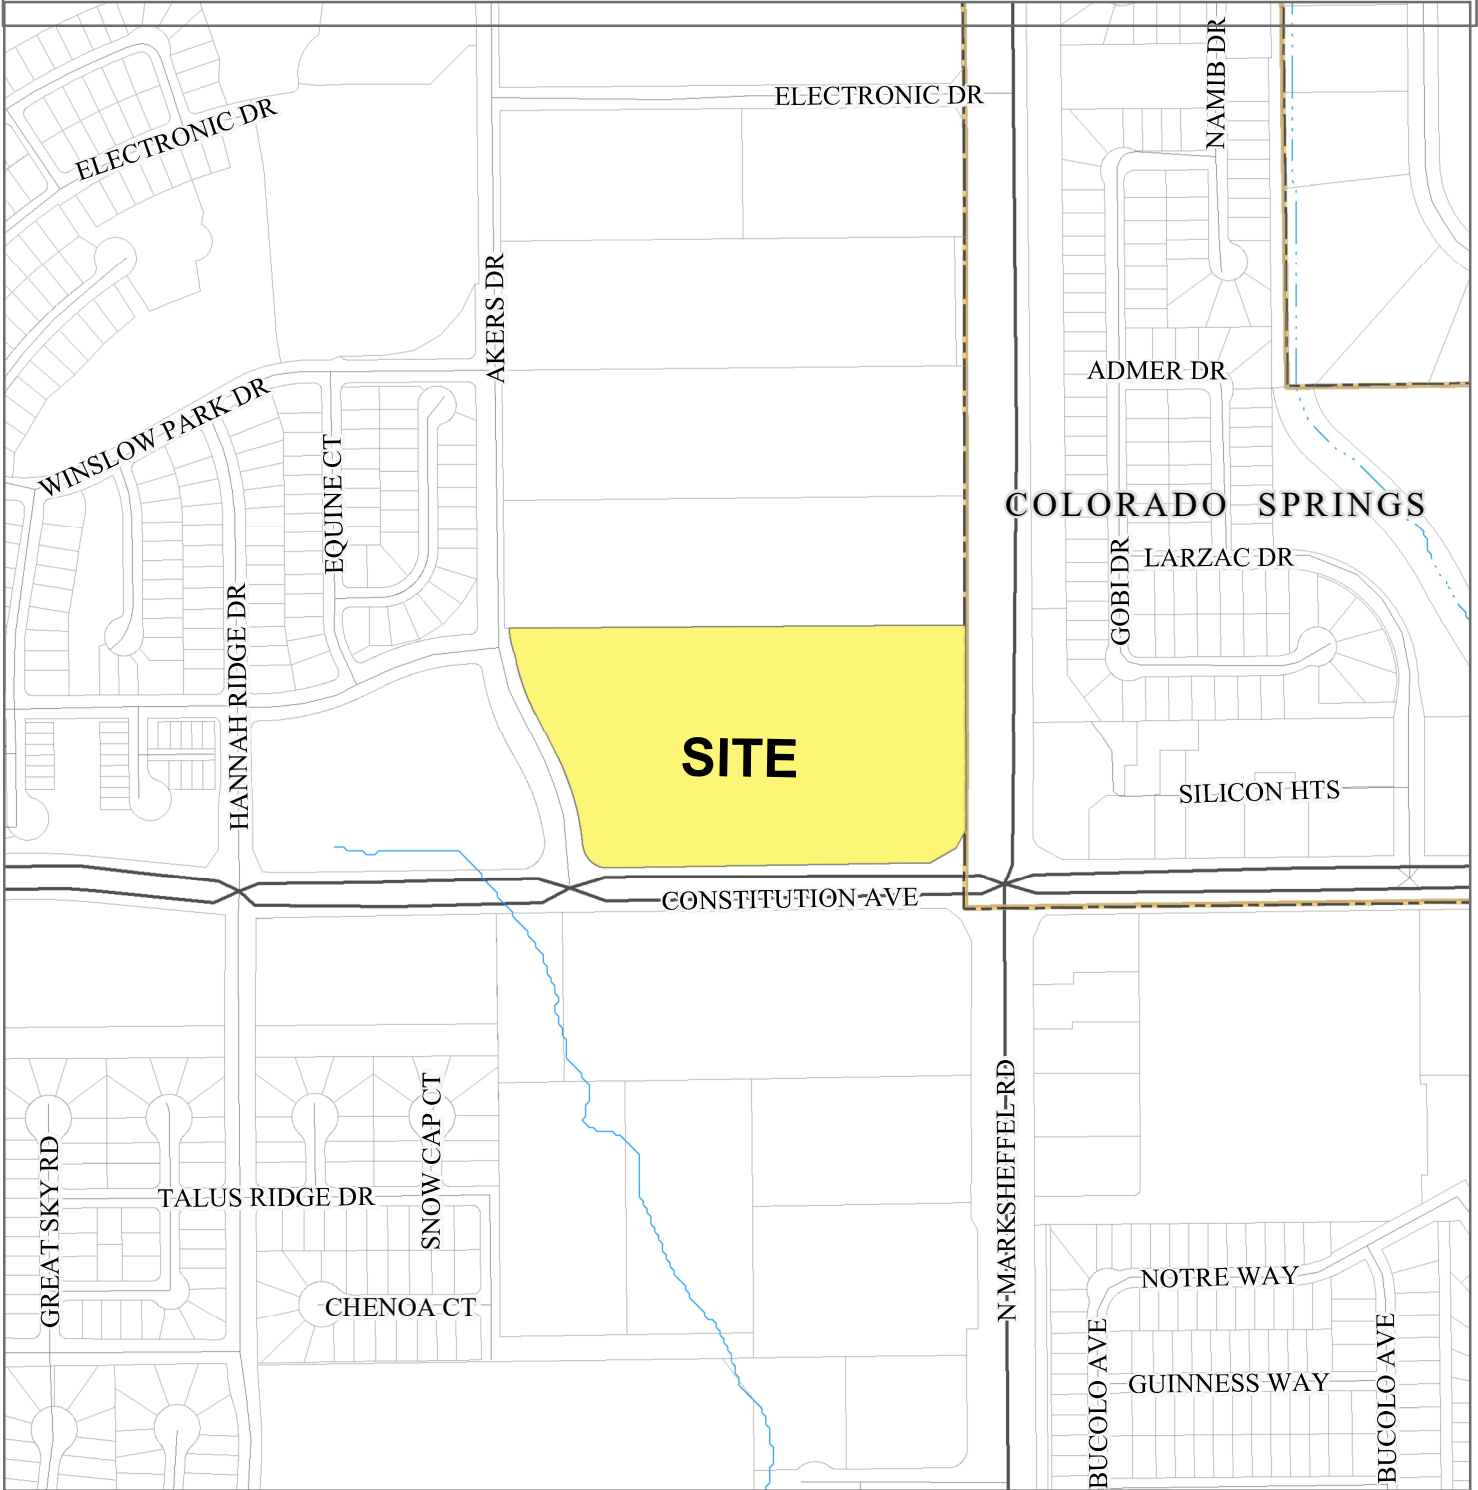 NAMIB DR
ELECTRONIC DR
ELECTRONIC DR
AKERS DR
ADMER DR
WINSLOW PARK DR
EQUINE CT
COLORADO SPRINGS
LARZAC DR
GOBI DR
HANNAH RIDGE DR
SITE
SILICON HTS
CONSTITUTION AVE
N MARKSHEFFEL RD
SNOW CAP CT
GREAT SKY RD
TALUS RIDGE DR
NOTRE WAY
CHENOA CT
BUCOLO AVE
GUINNESS WAY
BUCOLO AVE